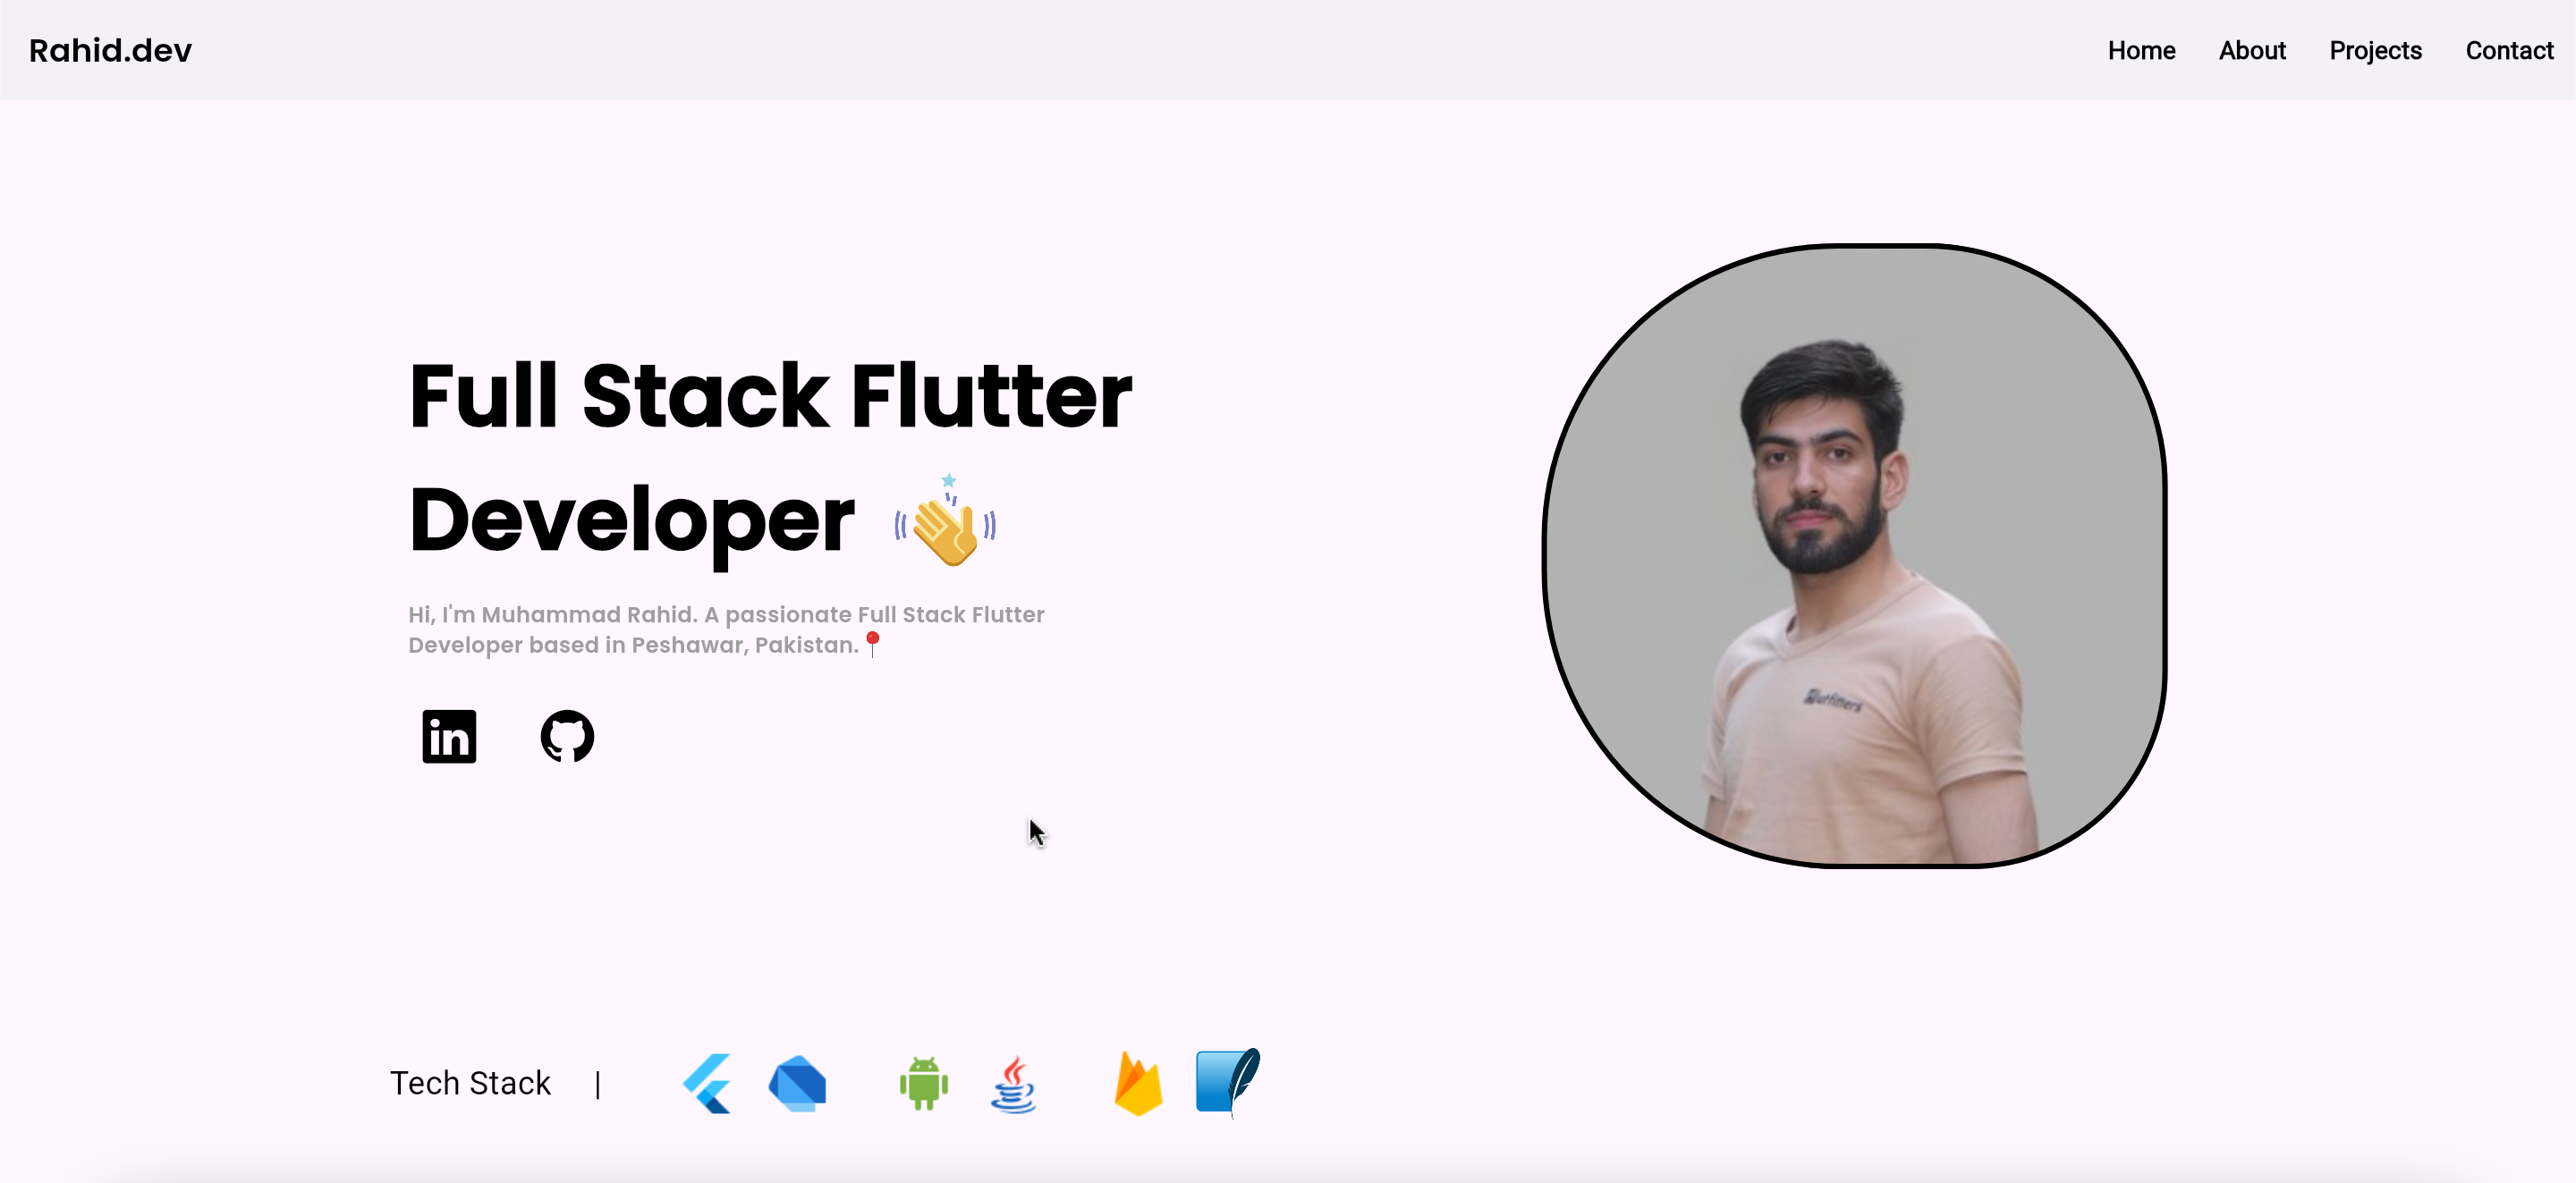 Rahid.dev
Home
About
Projects
Contact
Full Stack Flutter
Developer 👋
Hi, I'm Muhammad Rahid. A passionate Full Stack Flutter
Developer based in Peshawar, Pakistan.📍
in
Tech Stack |